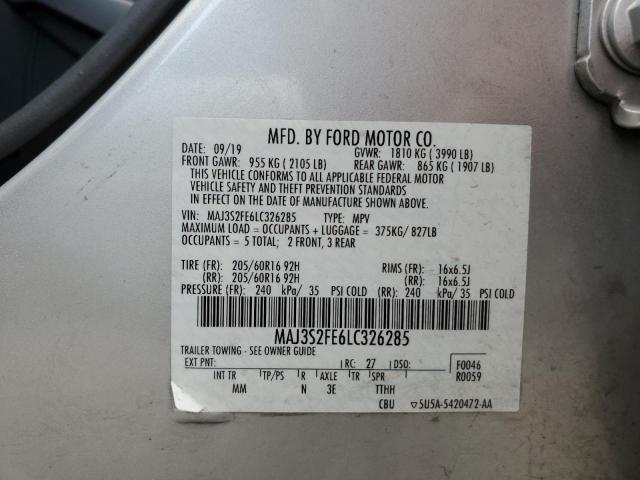 MFD. BY FORD MOTOR CO.
DATE: 09/19 GVWR: 1810 KG ( 3990 LB)
FRONT GAWR: 955 KG ( 2105 LB) REAR GAWR: 865 KG ( 1907 LB)
THIS VEHICLE CONFORMS TO ALL APPLICABLE FEDERAL MOTOR
VEHICLE SAFETY AND THEFT PREVENTION STANDARDS
IN EFFECT ON THE DATE OF MANUFACTURE SHOWN ABOVE.
VIN: MAJ3S2FE6LC326285 TYPE: MPV
MAXIMUM LOAD = OCCUPANTS + LUGGAGE = 375KG/ 827LB
OCCUPANTS = 5 TOTAL; 2 FRONT, 3 REAR
TIRE (FR): 205/60R16 92H RIMS (FR): 16x6.5J
(RR): 205/60R16 92H (RR): 16x6.5J
PRESSURE (FR): 240 kPa/ 35 PSI COLD (RR): 240 kPa/ 35 PSI COLD
MAJ3S2FE6LC326285
TRAILER TOWING - SEE OWNER GUIDE
EXT PNT: RC: 27 DSO: F0046
INT TR TP/PS R AXLE TR SPR R0059
MM N 3E TTHH
CBU ▽5U5A-5420472-AA